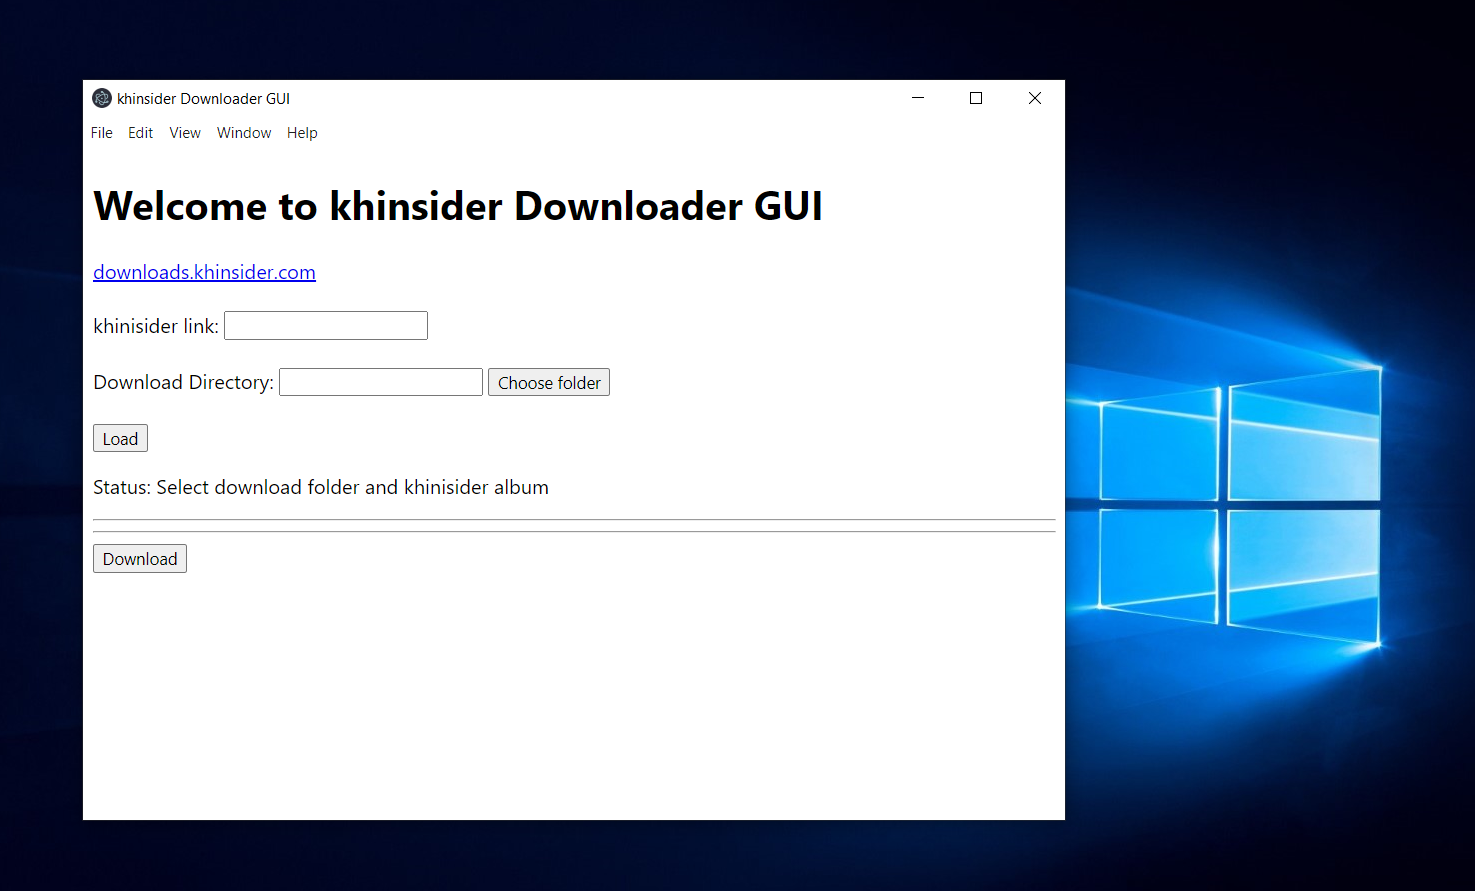 khinsider Downloader GUI
File Edit View Window Help
Welcome to khinsider Downloader GUI
downloads.khinsider.com
khinisider link:
Download Directory: Choose folder
Load
Status: Select download folder and khinisider album
Download